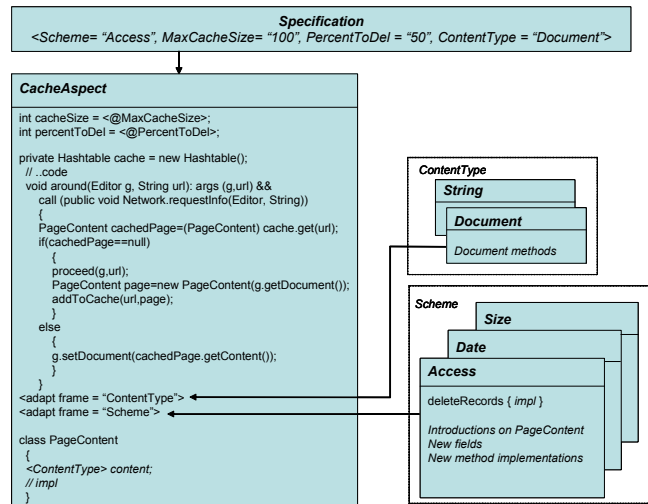 Specification
<Scheme= “Access”, MaxCacheSize= “100”, PercentToDel = “50”, ContentType = “Document”>
CacheAspect
int cacheSize = <@MaxCacheSize>;
int percentToDel = <@PercentToDel>;
private Hashtable cache = new Hashtable();
// ..code
void around(Editor g, String url): args (g,url) &&
call (public void Network.requestInfo(Editor, String))
{
PageContent cachedPage=(PageContent) cache.get(url);
if(cachedPage==null)
{
proceed(g,url);
PageContent page=new PageContent(g.getDocument());
addToCache(url,page);
}
else
{
g.setDocument(cachedPage.getContent());
}
}
<adapt frame = “ContentType”>
<adapt frame = “Scheme”>
class PageContent
{
<ContentType> content;
// impl
}
ContentType
String
Document
Document methods
Scheme
Size
Date
Access
deleteRecords { impl }
Introductions on PageContent
New fields
New method implementations